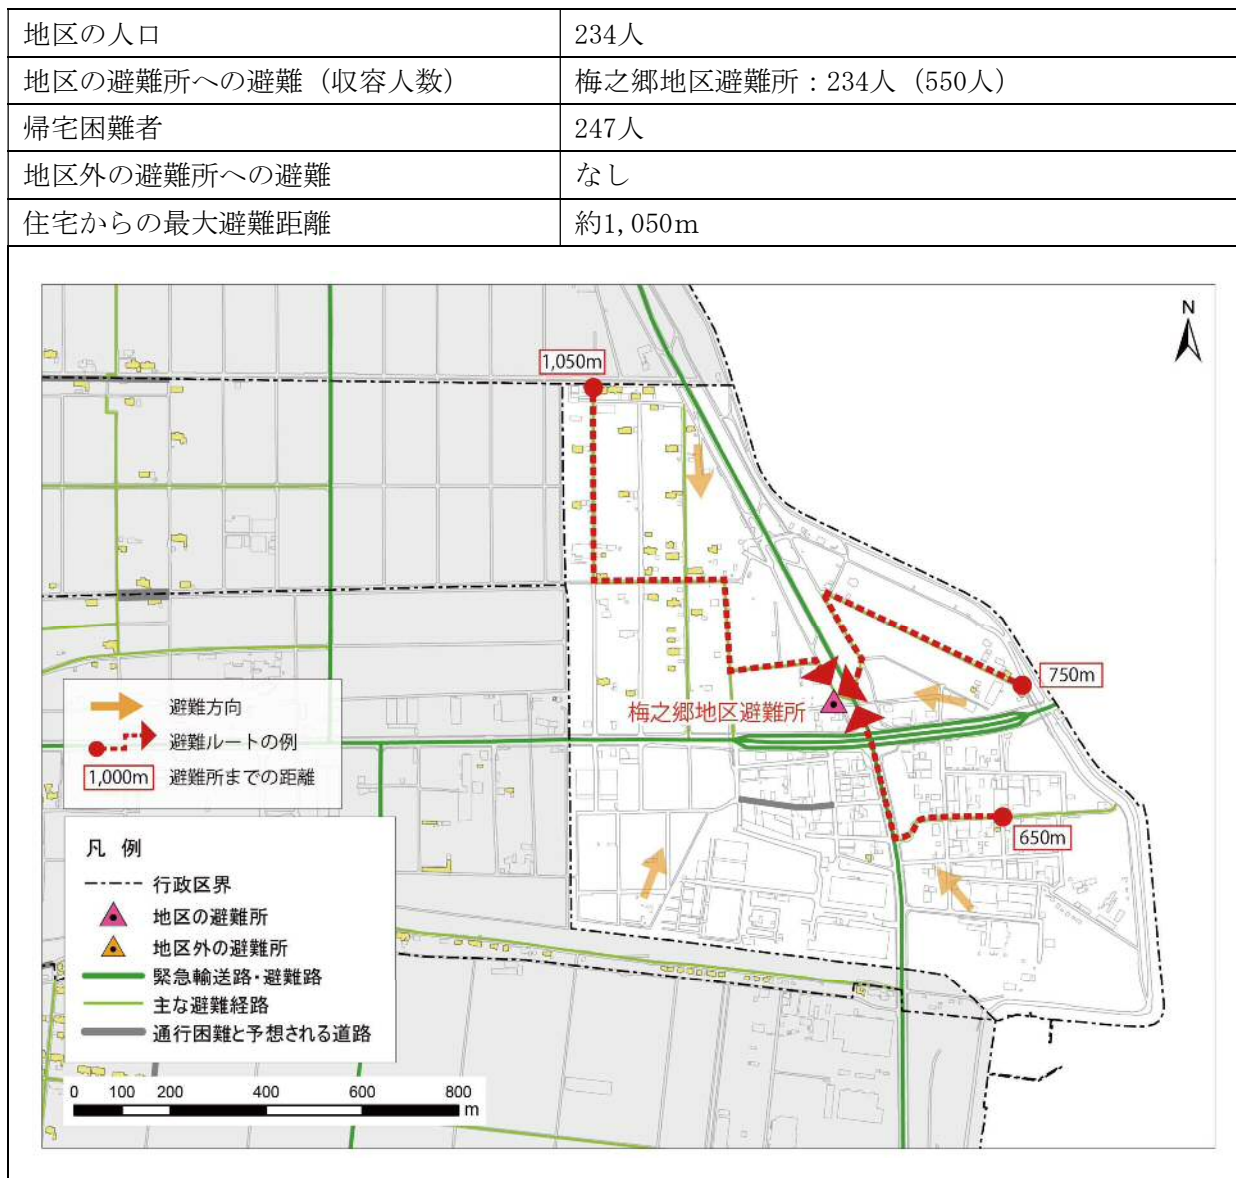 地区の人口 234人
地区の避難所への避難（収容人数） 梅之郷地区避難所：234人（550人）
帰宅困難者 247人
地区外の避難所への避難 なし
住宅からの最大避難距離 約1,050m
N
1,050m
750m
梅之郷地区避難所
650m
避難方向
避難ルートの例
1,000m 避難所までの距離
凡 例
行政区界
地区の避難所
地区外の避難所
緊急輸送路・避難路
主な避難経路
通行困難と予想される道路
0 100 200 400 600 800
m